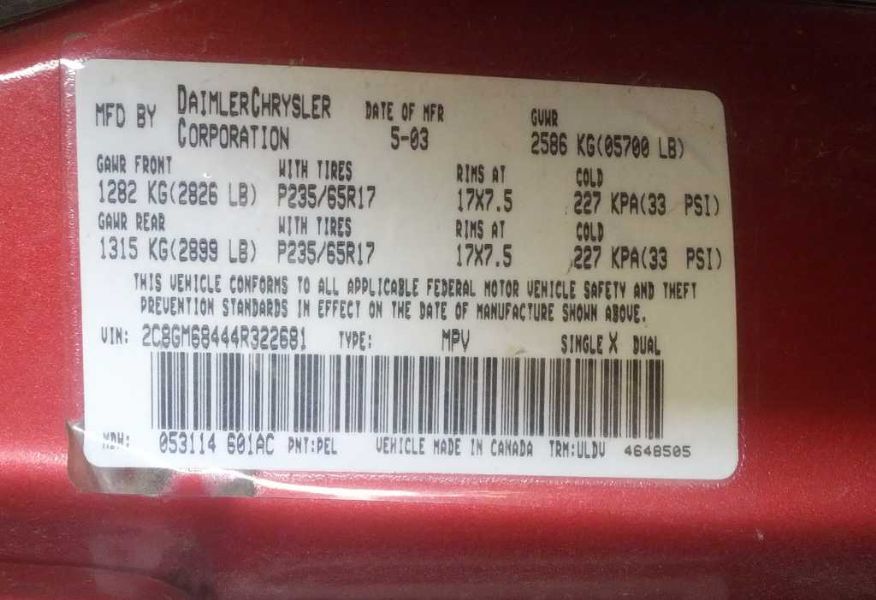 MFD BY DAIMLERCHRYSLER CORPORATION DATE OF MFR 5-03 GVWR 2586 KG(05700 LB)
GAWR FRONT WITH TIRES RIMS AT COLD
1282 KG(2826 LB) P235/65R17 17X7.5 227 KPA(33 PSI)
GAWR REAR WITH TIRES RIMS AT COLD
1315 KG(2899 LB) P235/65R17 17X7.5 227 KPA(33 PSI)
THIS VEHICLE CONFORMS TO ALL APPLICABLE FEDERAL MOTOR VEHICLE SAFETY AND THEFT
PREVENTION STANDARDS IN EFFECT ON THE DATE OF MANUFACTURE SHOWN ABOVE.
VIN: 2C8GM68444R322681 TYPE: MPV SINGLE X DUAL
MDH: 053114 601AC PNT:PEL VEHICLE MADE IN CANADA TRM:ULDV 4648505